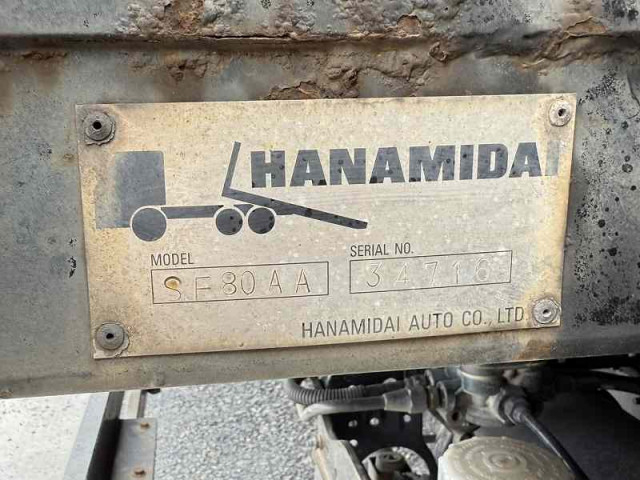 HANAMIDAI
MODEL
SF80AA
SERIAL NO.
34716
HANAMIDAI AUTO CO., LTD.